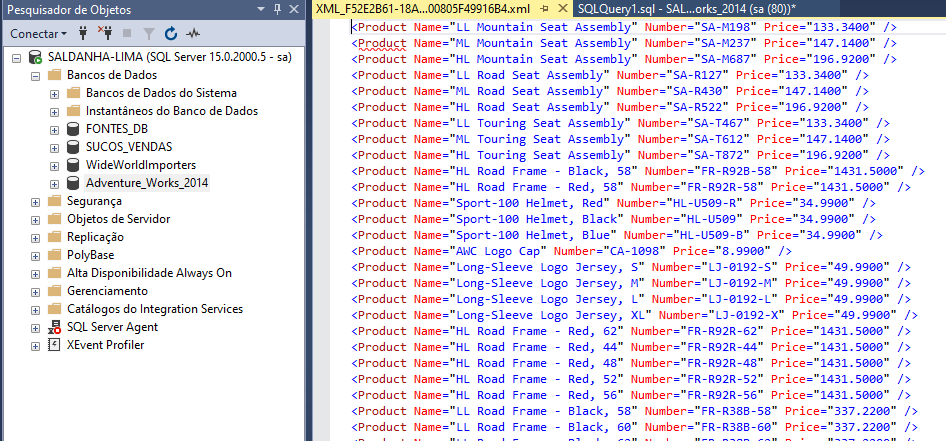 Pesquisador de Objetos
Conectar
SALDANHA-LIMA (SQL Server 15.0.2000.5 - sa)
Bancos de Dados
Bancos de Dados do Sistema
Instantâneos do Banco de Dados
FONTES_DB
SUCOS_VENDAS
WideWorldImporters
Adventure_Works_2014
Segurança
Objetos de Servidor
Replicação
PolyBase
Alta Disponibilidade Always On
Gerenciamento
Catálogos do Integration Services
SQL Server Agent
XEvent Profiler
XML_F52E2B61-18A...00805F49916B4.xml
SQLQuery1.sql - SAL...orks_2014 (sa (80))*
<Product Name="LL Mountain Seat Assembly" Number="SA-M198" Price="133.3400" />
<Product Name="ML Mountain Seat Assembly" Number="SA-M237" Price="147.1400" />
<Product Name="HL Mountain Seat Assembly" Number="SA-M687" Price="196.9200" />
<Product Name="LL Road Seat Assembly" Number="SA-R127" Price="133.3400" />
<Product Name="ML Road Seat Assembly" Number="SA-R430" Price="147.1400" />
<Product Name="HL Road Seat Assembly" Number="SA-R522" Price="196.9200" />
<Product Name="LL Touring Seat Assembly" Number="SA-T467" Price="133.3400" />
<Product Name="ML Touring Seat Assembly" Number="SA-T612" Price="147.1400" />
<Product Name="HL Touring Seat Assembly" Number="SA-T872" Price="196.9200" />
<Product Name="HL Road Frame - Black, 58" Number="FR-R92B-58" Price="1431.5000" />
<Product Name="HL Road Frame - Red, 58" Number="FR-R92R-58" Price="1431.5000" />
<Product Name="Sport-100 Helmet, Red" Number="HL-U509-R" Price="34.9900" />
<Product Name="Sport-100 Helmet, Black" Number="HL-U509" Price="34.9900" />
<Product Name="Sport-100 Helmet, Blue" Number="HL-U509-B" Price="34.9900" />
<Product Name="AWC Logo Cap" Number="CA-1098" Price="8.9900" />
<Product Name="Long-Sleeve Logo Jersey, S" Number="LJ-0192-S" Price="49.9900" />
<Product Name="Long-Sleeve Logo Jersey, M" Number="LJ-0192-M" Price="49.9900" />
<Product Name="Long-Sleeve Logo Jersey, L" Number="LJ-0192-L" Price="49.9900" />
<Product Name="Long-Sleeve Logo Jersey, XL" Number="LJ-0192-X" Price="49.9900" />
<Product Name="HL Road Frame - Red, 62" Number="FR-R92R-62" Price="1431.5000" />
<Product Name="HL Road Frame - Red, 44" Number="FR-R92R-44" Price="1431.5000" />
<Product Name="HL Road Frame - Red, 48" Number="FR-R92R-48" Price="1431.5000" />
<Product Name="HL Road Frame - Red, 52" Number="FR-R92R-52" Price="1431.5000" />
<Product Name="HL Road Frame - Red, 56" Number="FR-R92R-56" Price="1431.5000" />
<Product Name="LL Road Frame - Black, 58" Number="FR-R38B-58" Price="337.2200" />
<Product Name="LL Road Frame - Black, 60" Number="FR-R38B-60" Price="337.2200" />